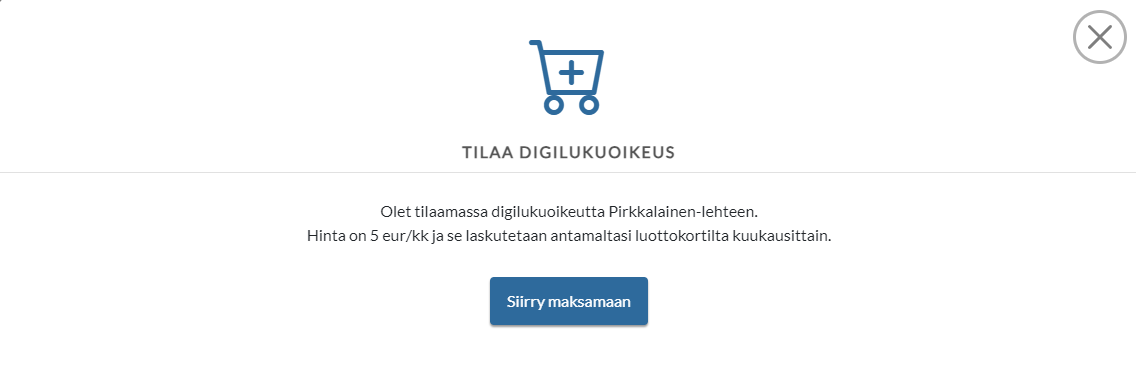 TILAA DIGILUKUOIKEUS
Olet tilaamassa digilukuoikeutta Pirkkalainen-lehteen.
Hinta on 5 eur/kk ja se laskutetaan antamaltasi luottokortilta kuukausittain.
Siirry maksamaan